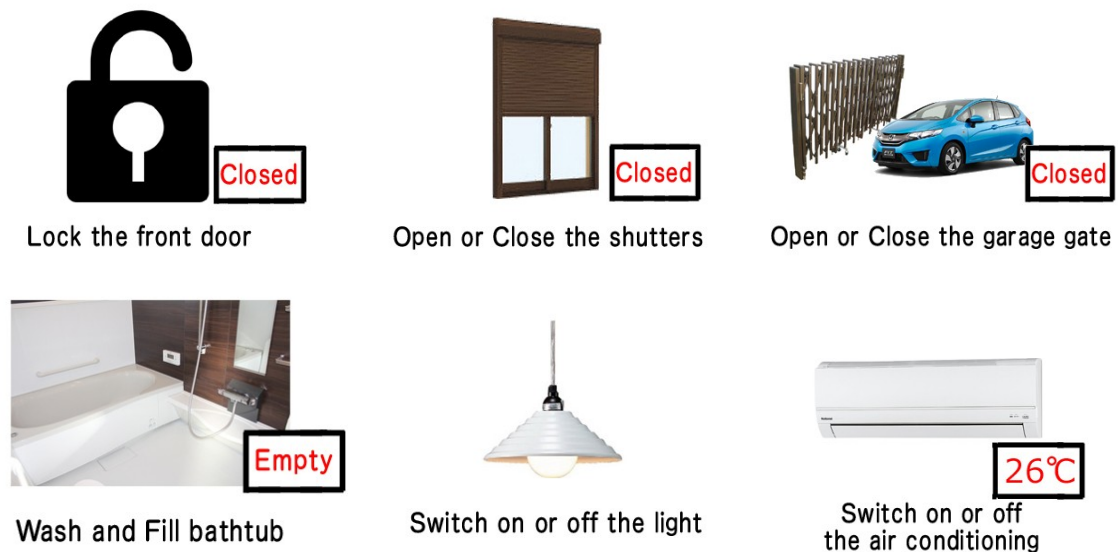 Closed
Closed
Closed
Lock the front door
Open or Close the shutters
Open or Close the garage gate
Empty
26℃
Wash and Fill bathtub
Switch on or off the light
Switch on or off
the air conditioning